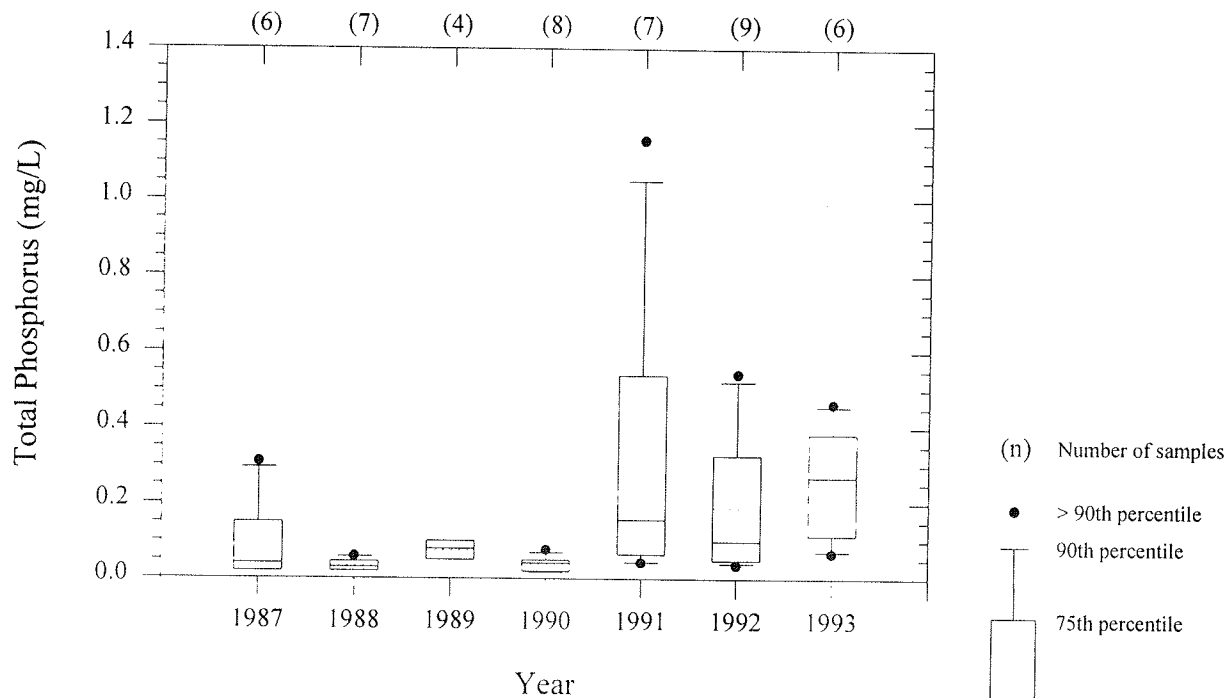 (6) (7) (4) (8) (7) (9) (6)
1.4
1.2
1.0
0.8
0.6
0.4
0.2
0.0
Total Phosphorus (mg/L)
1987 1988 1989 1990 1991 1992 1993
Year
(n) Number of samples
> 90th percentile
90th percentile
75th percentile